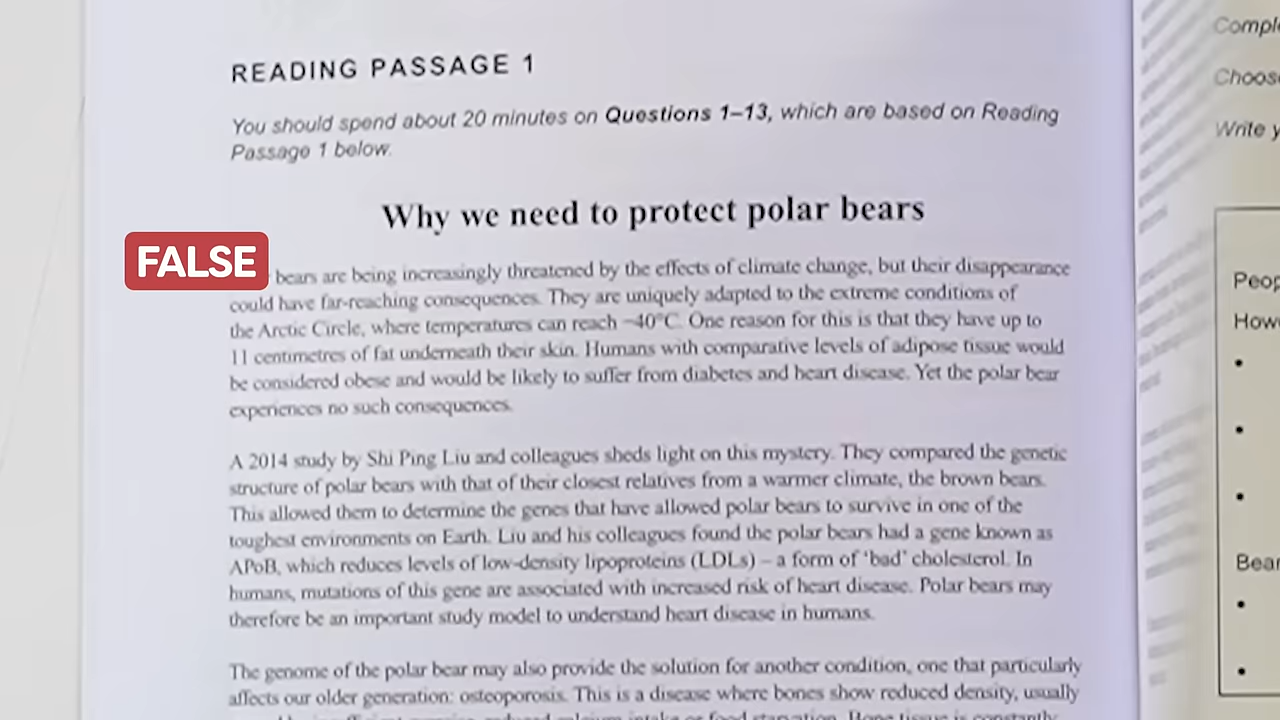 READING PASSAGE 1
You should spend about 20 minutes on Questions 1–13, which are based on Reading
Passage 1 below.
Why we need to protect polar bears
FALSE
bears are being increasingly threatened by the effects of climate change, but their disappearance
could have far-reaching consequences. They are uniquely adapted to the extreme conditions of
the Arctic Circle, where temperatures can reach −40°C. One reason for this is that they have up to
11 centimetres of fat underneath their skin. Humans with comparative levels of adipose tissue would
be considered obese and would be likely to suffer from diabetes and heart disease. Yet the polar bear
experiences no such consequences.
A 2014 study by Shi Ping Liu and colleagues sheds light on this mystery. They compared the genetic
structure of polar bears with that of their closest relatives from a warmer climate, the brown bears.
This allowed them to determine the genes that have allowed polar bears to survive in one of the
toughest environments on Earth. Liu and his colleagues found the polar bears had a gene known as
APoB, which reduces levels of low-density lipoproteins (LDLs) – a form of ‘bad’ cholesterol. In
humans, mutations of this gene are associated with increased risk of heart disease. Polar bears may
therefore be an important study model to understand heart disease in humans.
The genome of the polar bear may also provide the solution for another condition, one that particularly
affects our older generation: osteoporosis. This is a disease where bones show reduced density, usually
Bone tissue is constantly
Write